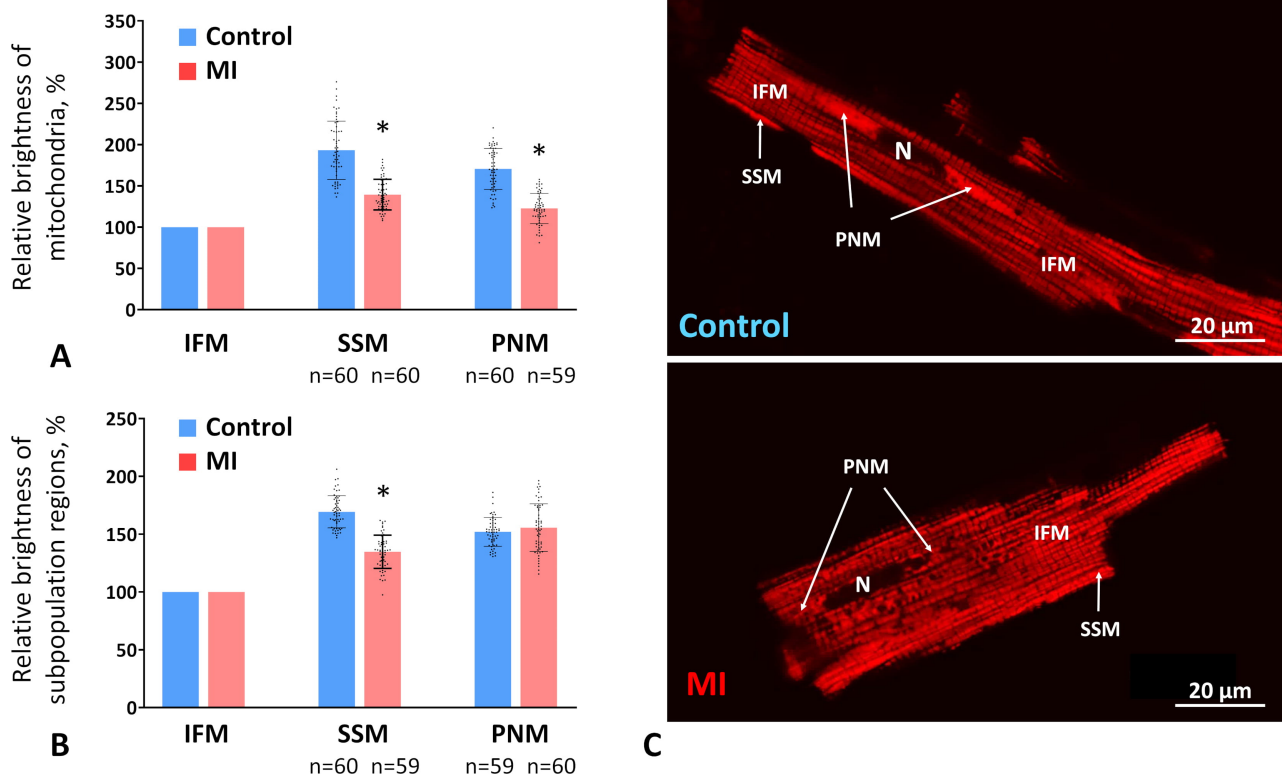 Relative brightness of
mitochondria, %
350
300
250
200
150
100
50
0
Control
MI
*
*
IFM
SSM
PNM
n=60 n=60
n=60 n=59
A
Relative brightness of
subpopulation regions, %
250
200
150
100
50
0
Control
MI
*
IFM
SSM
PNM
n=60 n=59
n=59 n=60
B
IFM
SSM
N
PNM
IFM
Control
20 µm
PNM
IFM
N
SSM
MI
20 µm
C